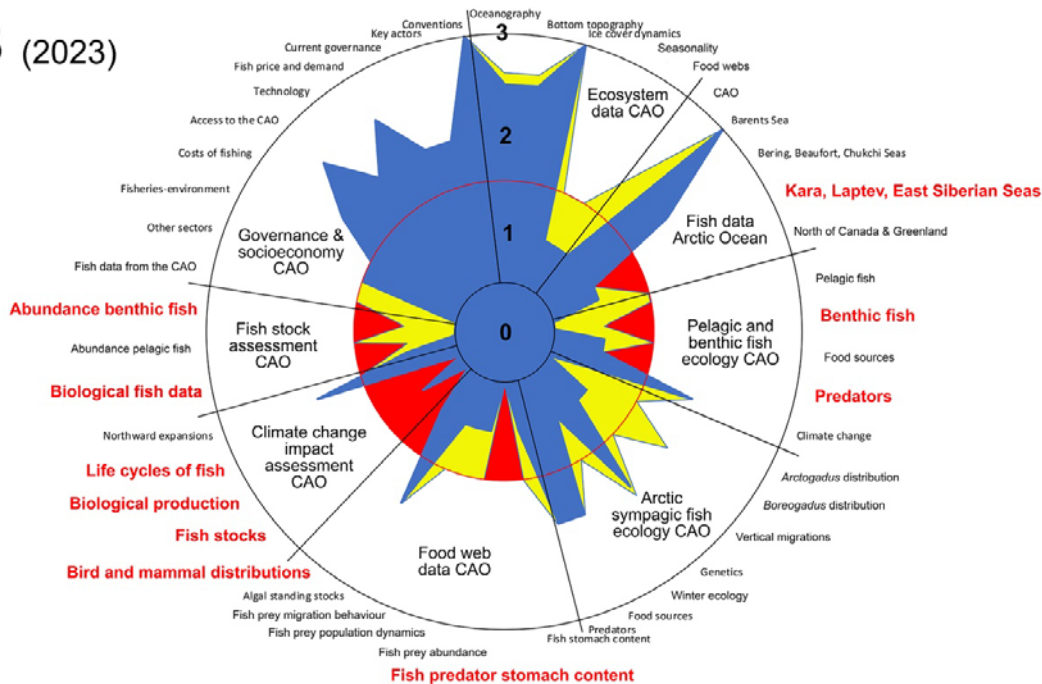 (2023)
Oceanography
Conventions
Bottom topography
Key actors
3
Ice cover dynamics
Current governance
Seasonality
Fish price and demand
Food webs
Technology
Ecosystem
data CAO
CAO
Access to the CAO
2
Barents Sea
Costs of fishing
Bering, Beaufort, Chukchi Seas
Fisheries-environment
Kara, Laptev, East Siberian Seas
Other sectors
Governance &
socioeconomy
CAO
1
Fish data
Arctic Ocean
North of Canada & Greenland
Fish data from the CAO
Pelagic fish
Abundance benthic fish
Benthic fish
Fish stock
assessment
CAO
0
Pelagic and
benthic fish
ecology CAO
Abundance pelagic fish
Food sources
Biological fish data
Predators
Northward expansions
Climate change
impact
assessment
CAO
Climate change
Life cycles of fish
Arctogadus distribution
Biological production
Boreogadus distribution
Arctic
sympagic fish
ecology CAO
Fish stocks
Vertical migrations
Food web
data CAO
Bird and mammal distributions
Genetics
Algal standing stocks
Winter ecology
Fish prey migration behaviour
Food sources
Fish prey population dynamics
Predators
Fish stomach content
Fish prey abundance
Fish predator stomach content